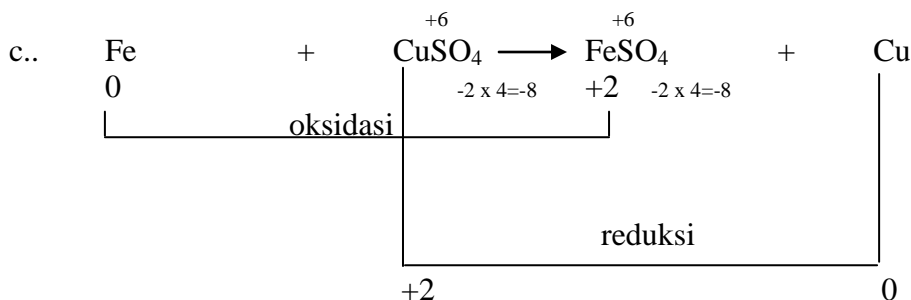 +6 +6
c.. Fe + CuSO₄ → FeSO₄ + Cu
0 -2 x 4=-8 +2 -2 x 4=-8
oksidasi
reduksi
+2 0